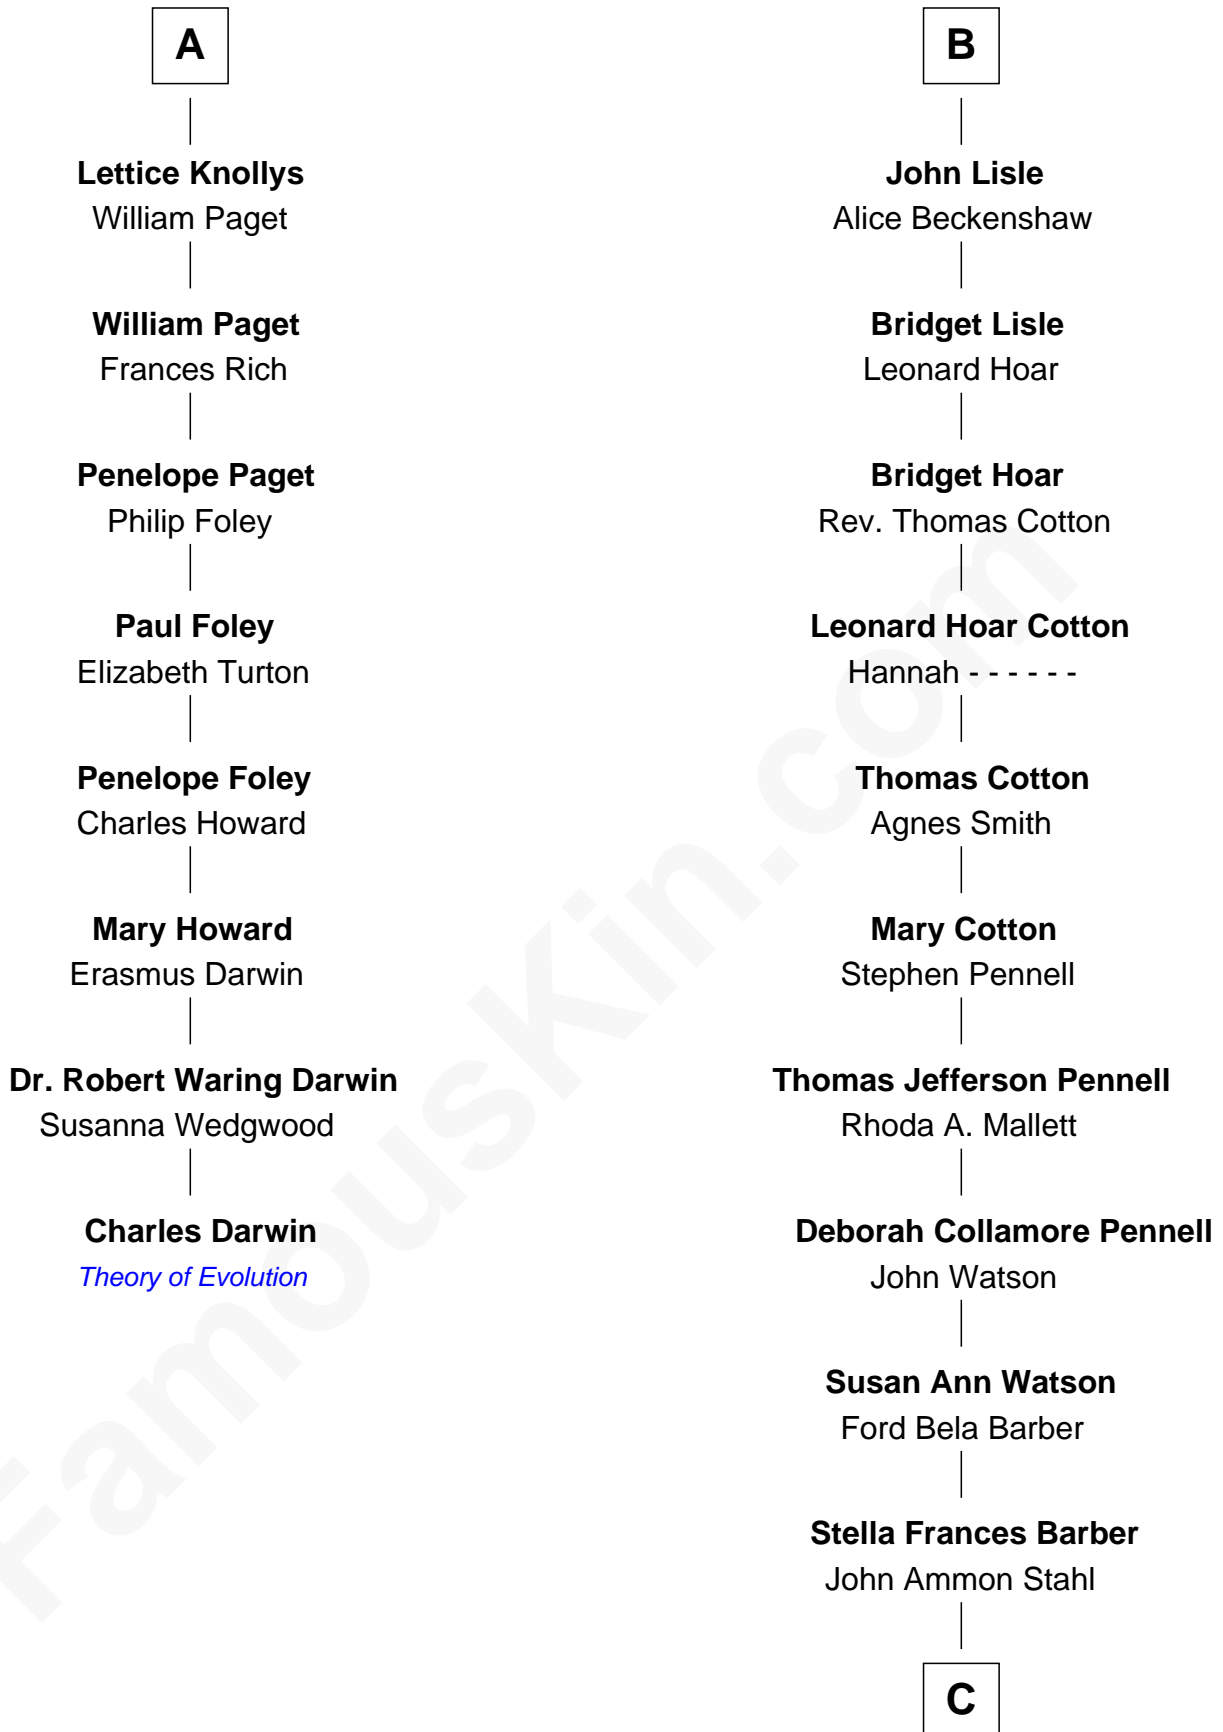 A
Lettice Knollys
William Paget
William Paget
Frances Rich
Penelope Paget
Philip Foley
Paul Foley
Elizabeth Turton
Penelope Foley
Charles Howard
Mary Howard
Erasmus Darwin
Dr. Robert Waring Darwin
Susanna Wedgwood
Charles Darwin
Theory of Evolution
B
John Lisle
Alice Beckenshaw
Bridget Lisle
Leonard Hoar
Bridget Hoar
Rev. Thomas Cotton
Leonard Hoar Cotton
Hannah - - - - - -
Thomas Cotton
Agnes Smith
Mary Cotton
Stephen Pennell
Thomas Jefferson Pennell
Rhoda A. Mallett
Deborah Collamore Pennell
John Watson
Susan Ann Watson
Ford Bela Barber
Stella Frances Barber
John Ammon Stahl
C
FamousKin.com